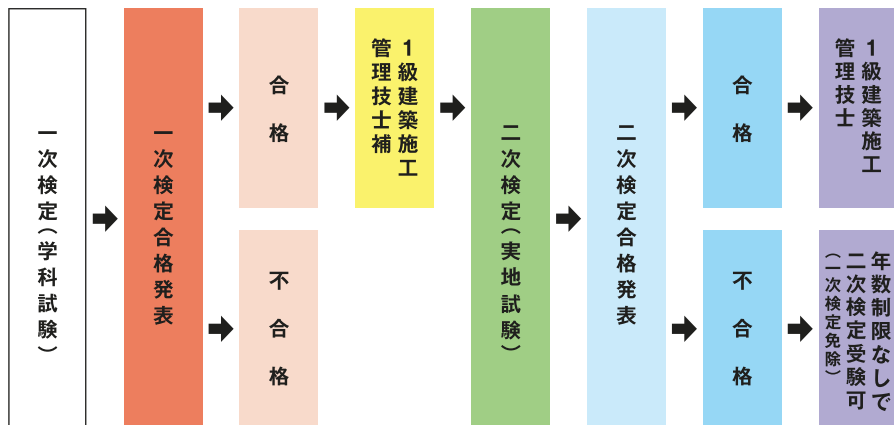 一次検定(学科試験)
一次検定合格発表
合格
不合格
1級建築施工
管理技士補
二次検定(実地試験)
二次検定合格発表
合格
不合格
1級建築施工
管理技士
年数制限なしで
二次検定受験可
(一次検定免除)